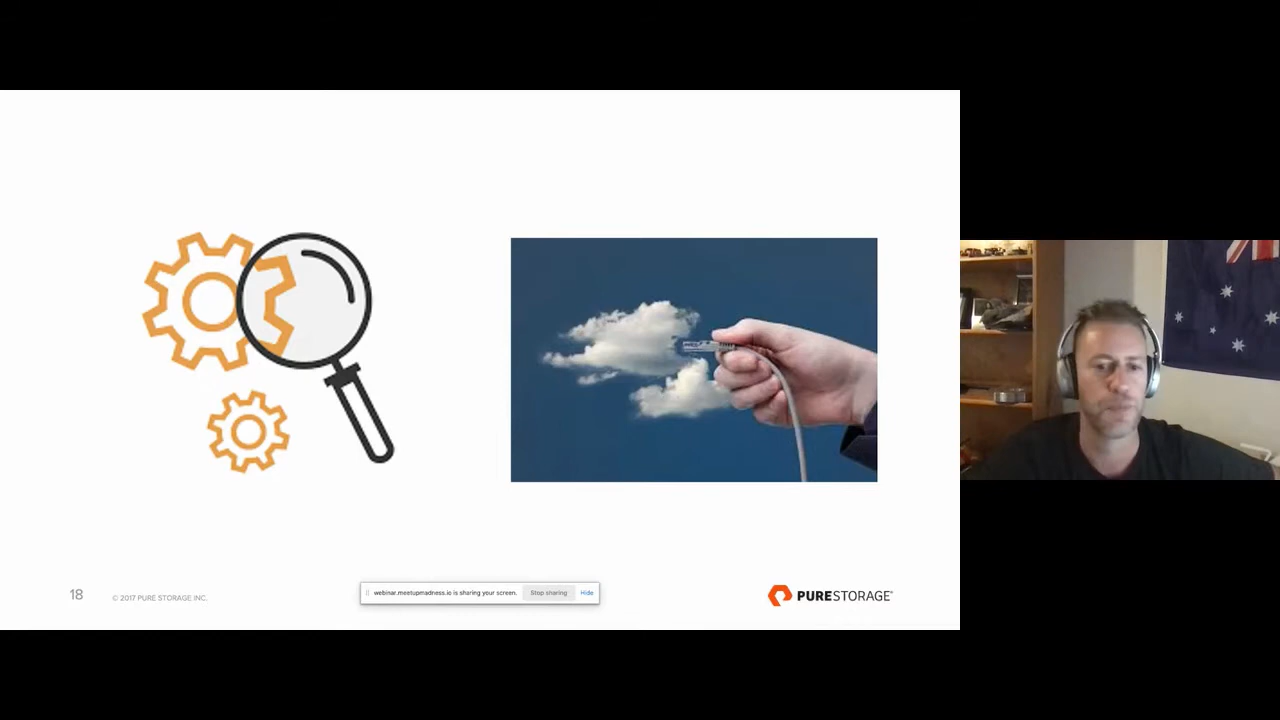 18
© 2017 PURE STORAGE INC.
webinar.meetupmadness.io is sharing your screen.
Stop sharing
Hide
PURESTORAGE®